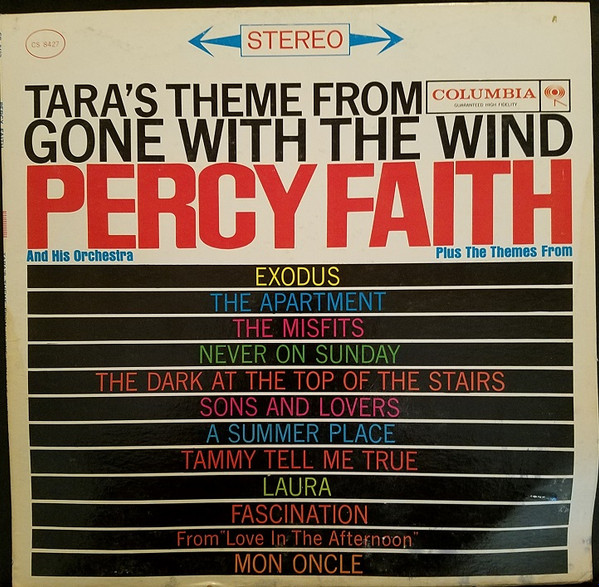 CS 8427
STEREO
TARA'S THEME FROM
COLUMBIA
GUARANTEED HIGH FIDELITY
GONE WITH THE WIND
PERCY FAITH
And His Orchestra
Plus The Themes From
EXODUS
THE APARTMENT
THE MISFITS
NEVER ON SUNDAY
THE DARK AT THE TOP OF THE STAIRS
SONS AND LOVERS
A SUMMER PLACE
TAMMY TELL ME TRUE
LAURA
FASCINATION
From "Love In The Afternoon"
MON ONCLE